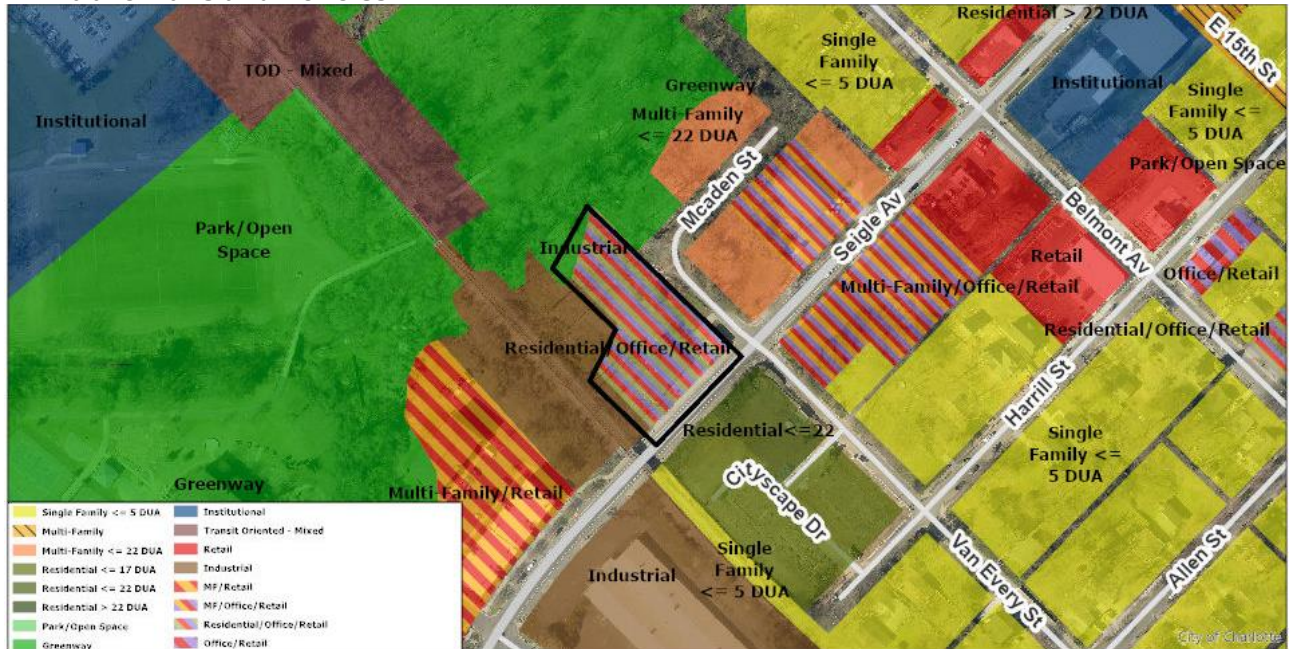 Residential > 22 DUA
E 15th St
Single
Family
<= 5 DUA
TOD - Mixed
Greenway
Institutional
Single
Family <=
5 DUA
Multi-Family
<= 22 DUA
Institutional
Mcaden St
Park/Open Space
Seigle Av
Belmont Av
Park/Open
Space
Industrial
Retail
Office/Retail
Multi-Family/Office/Retail
Residential/Office/Retail
Residential/Office/Retail
Harrill St
Residential<=22
Single
Family <=
5 DUA
Cityscape Dr
Greenway
Multi-Family/Retail
Van Every St
Allen St
Single
Family
<= 5 DUA
Industrial
Single Family <= 5 DUA
Multi-Family
Multi-Family <= 22 DUA
Residential <= 17 DUA
Residential <= 22 DUA
Residential > 22 DUA
Park/Open Space
Greenway
Institutional
Transit Oriented - Mixed
Retail
Industrial
MF/Retail
MF/Office/Retail
Residential/Office/Retail
Office/Retail
City of Charlotte